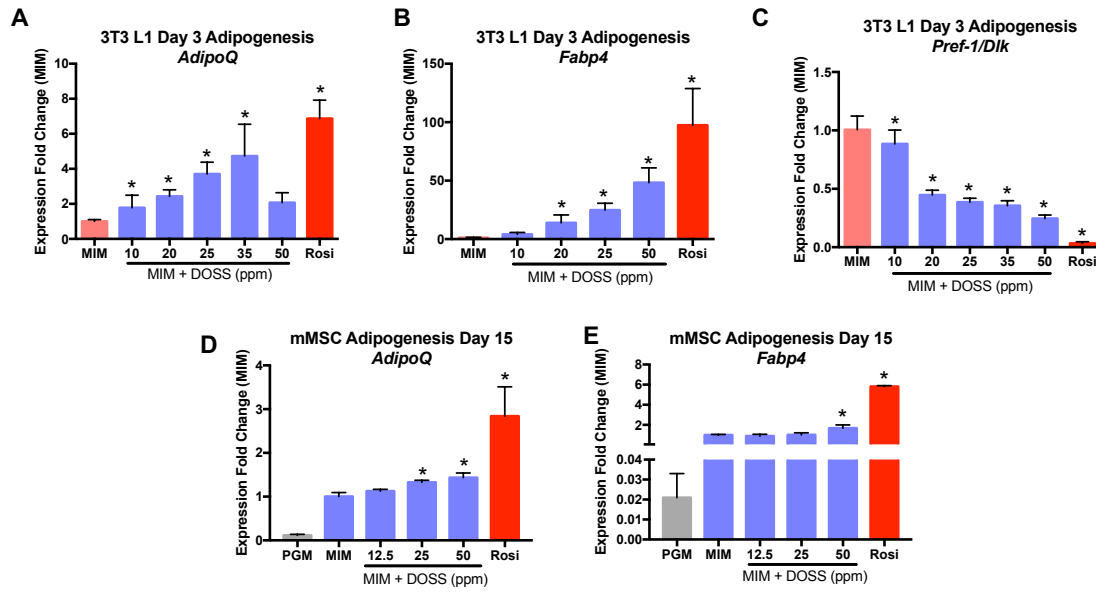 A
3T3 L1 Day 3 Adipogenesis
AdipoQ
Expression Fold Change (MIM)
10
8
6
4
2
0
* * * * *
MIM 10 20 25 35 50 Rosi
MIM + DOSS (ppm)
B
3T3 L1 Day 3 Adipogenesis
Fabp4
Expression Fold Change (MIM)
150
100
50
0
* * * *
MIM 10 20 25 50 Rosi
MIM + DOSS (ppm)
C
3T3 L1 Day 3 Adipogenesis
Pref-1/Dlk
Expression Fold Change (MIM)
1.5
1.0
0.5
0.0
* * * * * *
MIM 10 20 25 35 50 Rosi
MIM + DOSS (ppm)
D
mMSC Adipogenesis Day 15
AdipoQ
Expression Fold Change (MIM)
4
3
2
1
0
* * *
PGM MIM 12.5 25 50 Rosi
MIM + DOSS (ppm)
E
mMSC Adipogenesis Day 15
Fabp4
Expression Fold Change (MIM)
8
6
4
2
0.04
0.03
0.02
0.01
0.00
* *
PGM MIM 12.5 25 50 Rosi
MIM + DOSS (ppm)